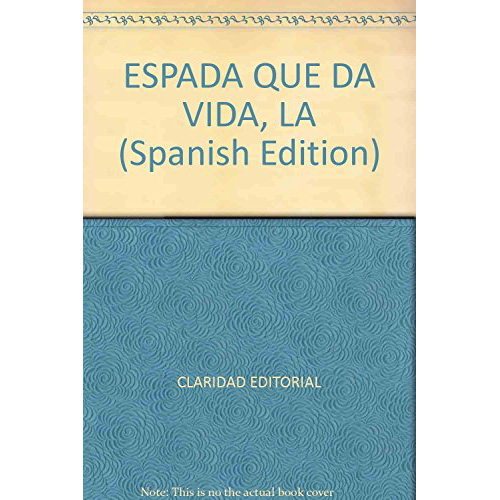 ESPADA QUE DA
VIDA, LA
(Spanish Edition)
CLARIDAD EDITORIAL
Note: This is no the actual book cover